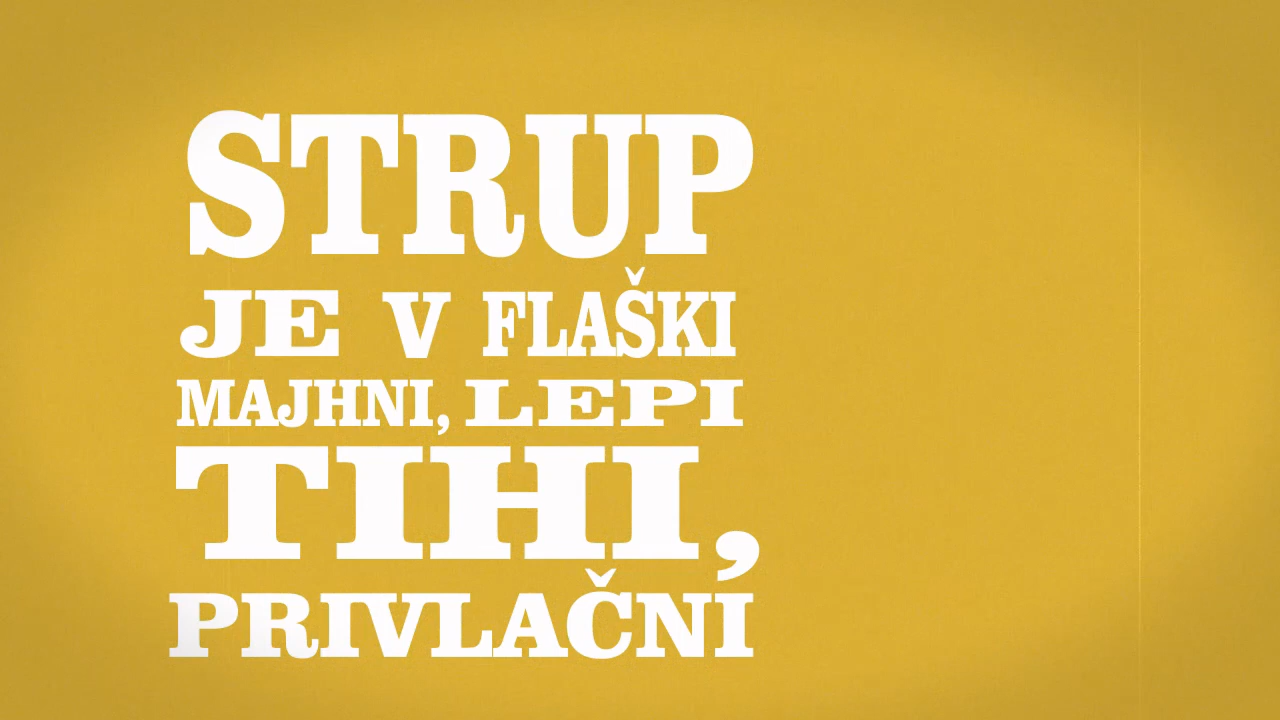 STRUP
JE V FLAŠKI
MAJHNI, LEPI
TIHI,
PRIVLAČNI